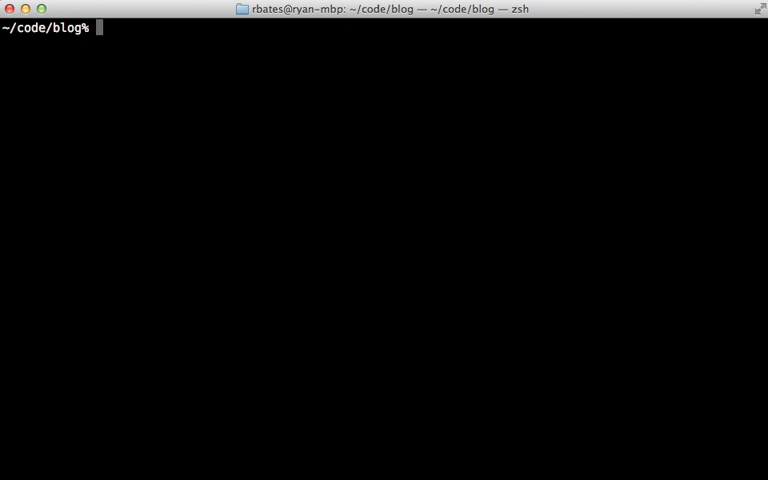 rbates@ryan-mbp: ~/code/blog — ~/code/blog — zsh
~/code/blog%